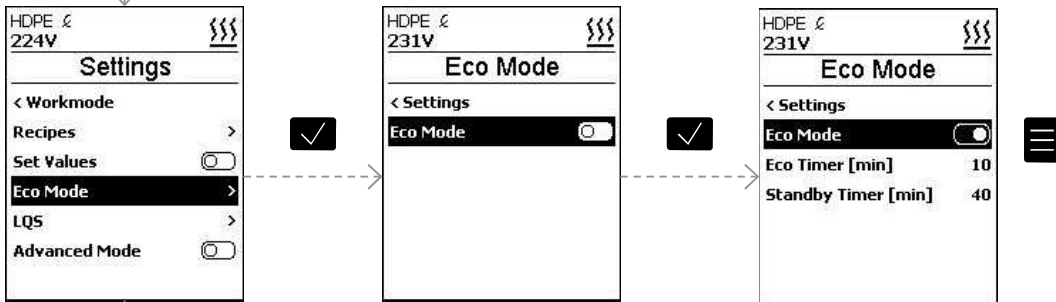 HDPE
224V
Settings
< Workmode
Recipes >
Set Values
Eco Mode >
LQS >
Advanced Mode
HDPE
231V
Eco Mode
< Settings
Eco Mode
HDPE
231V
Eco Mode
< Settings
Eco Mode
Eco Timer [min] 10
Standby Timer [min] 40